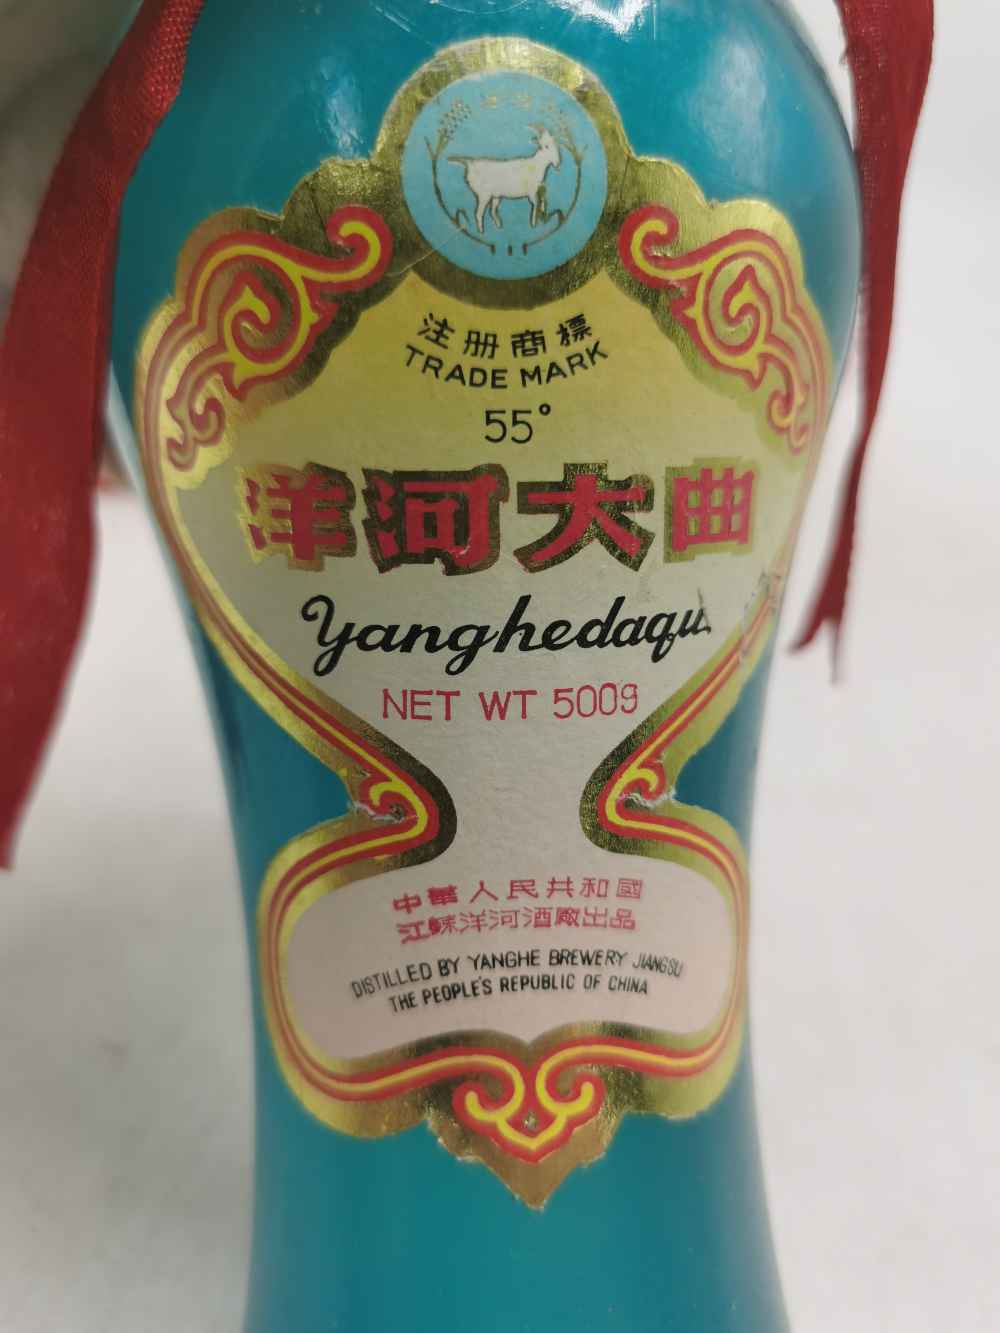 注册商標
TRADE MARK
55°
洋河大曲
Yanghedaqu
NET WT 500g
中華人民共和國
江蘇洋河酒廠出品
DISTILLED BY YANGHE BREWERY JIANGSU
THE PEOPLE'S REPUBLIC OF CHINA